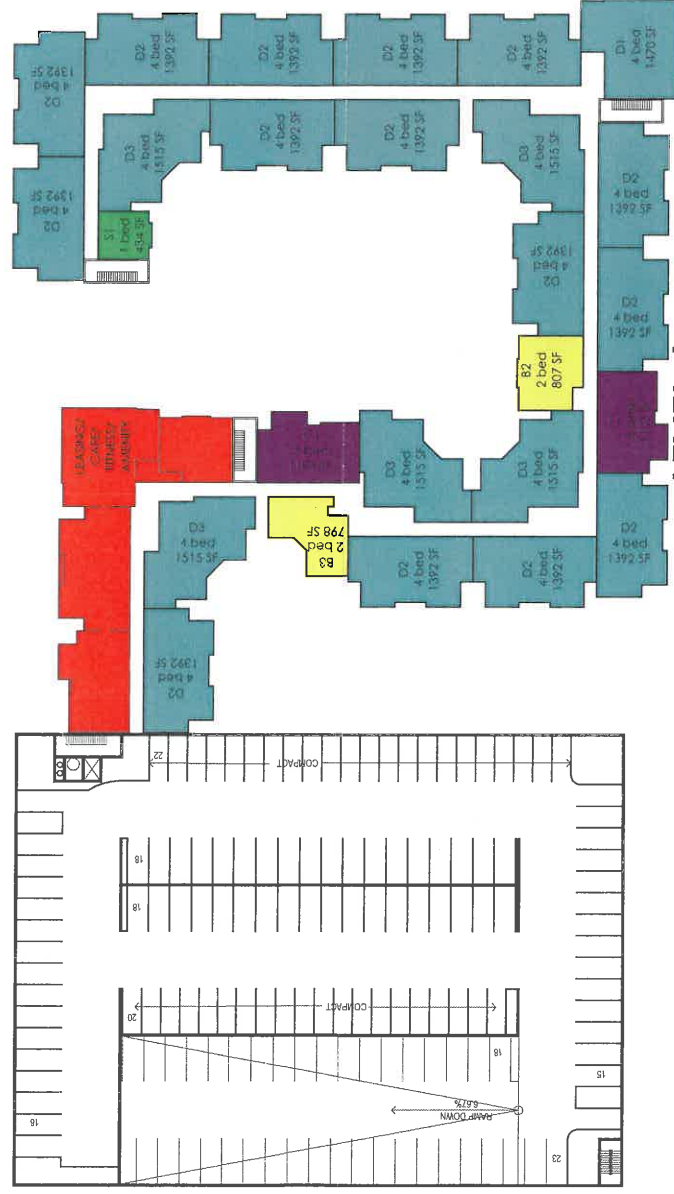 D2
4 bed
1392 SF
D2
4 bed
1392 SF
D2
4 bed
1392 SF
D2
4 bed
1392 SF
D2
4 bed
1392 SF
D1
4 bed
1470 SF
D2
4 bed
1392 SF
D3
4 bed
1515 SF
D2
4 bed
1392 SF
D2
4 bed
1392 SF
D3
4 bed
1515 SF
S1
1 bed
434 SF
D2
4 bed
1392 SF
D2
4 bed
1392 SF
D2
4 bed
1392 SF
B2
2 bed
807 SF
LEASING/
CAFE/
FITNESS/
AMENITY
D3
4 bed
1515 SF
D3
4 bed
1515 SF
D3
4 bed
1515 SF
B3
2 bed
798 SF
D2
4 bed
1392 SF
D2
4 bed
1392 SF
D2
4 bed
1392 SF
D2
4 bed
1392 SF
22
COMPACT
18
18
20
COMPACT
18
16
RAMP DOWN
6.67%
15
23